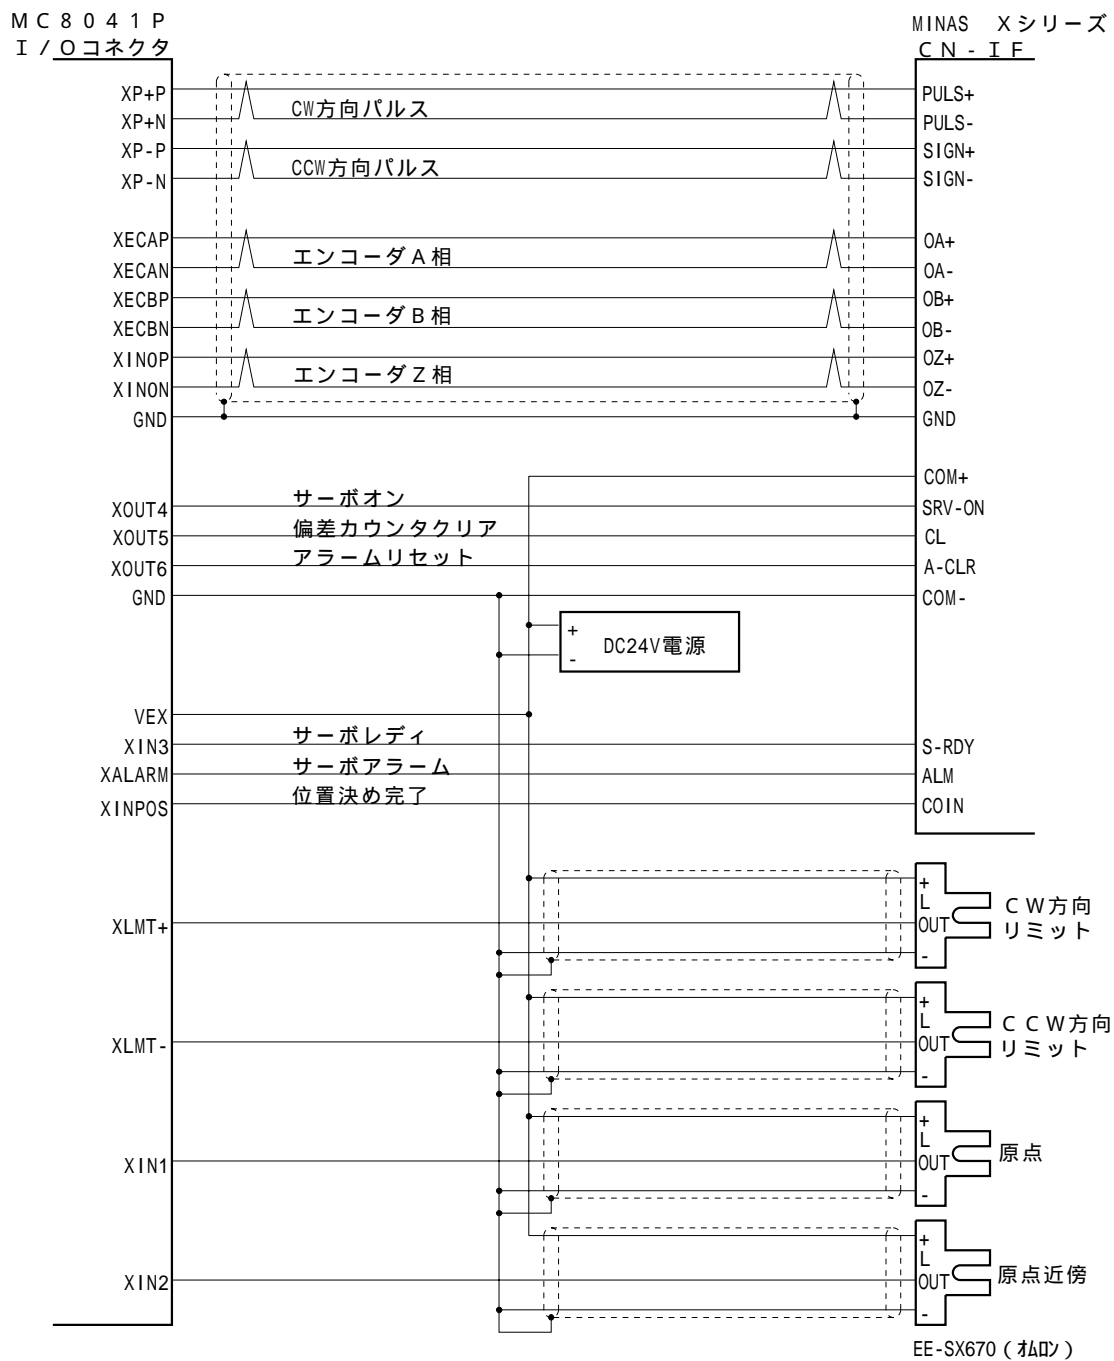 ＭＣ８０４１Ｐ
Ｉ／Ｏコネクタ
MINAS Ｘシリーズ
ＣＮ-ＩＦ
XP+P
CW方向パルス
PULS+
XP+N
PULS-
XP-P
CCW方向パルス
SIGN+
XP-N
SIGN-
XECAP
エンコーダＡ相
OA+
XECAN
OA-
XECBP
エンコーダＢ相
OB+
XECBN
OB-
XINOP
エンコーダＺ相
OZ+
XINON
OZ-
GND
GND
COM+
XOUT4
サーボオン
SRV-ON
XOUT5
偏差カウンタクリア
CL
XOUT6
アラームリセット
A-CLR
GND
COM-
+
DC24V電源
-
VEX
XIN3
サーボレディ
S-RDY
XALARM
サーボアラーム
ALM
XINPOS
位置決め完了
COIN
+
L
XLMT+
OUT
-
ＣＷ方向
リミット
+
L
XLMT-
OUT
-
ＣＣＷ方向
リミット
+
L
XIN1
OUT
-
原点
+
L
XIN2
OUT
-
原点近傍
EE-SX670（ｵﾑﾛﾝ）